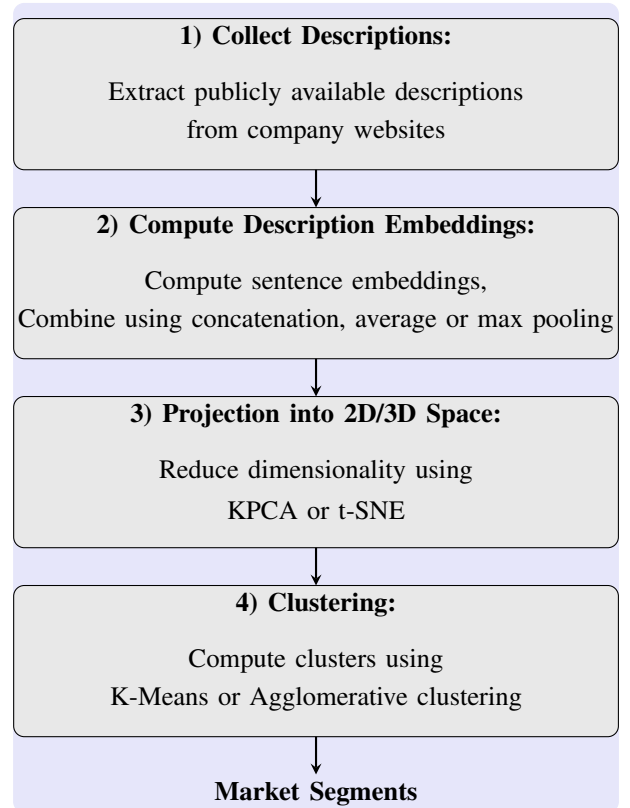 1) Collect Descriptions:
Extract publicly available descriptions
from company websites
2) Compute Description Embeddings:
Compute sentence embeddings,
Combine using concatenation, average or max pooling
3) Projection into 2D/3D Space:
Reduce dimensionality using
KPCA or t-SNE
4) Clustering:
Compute clusters using
K-Means or Agglomerative clustering
Market Segments